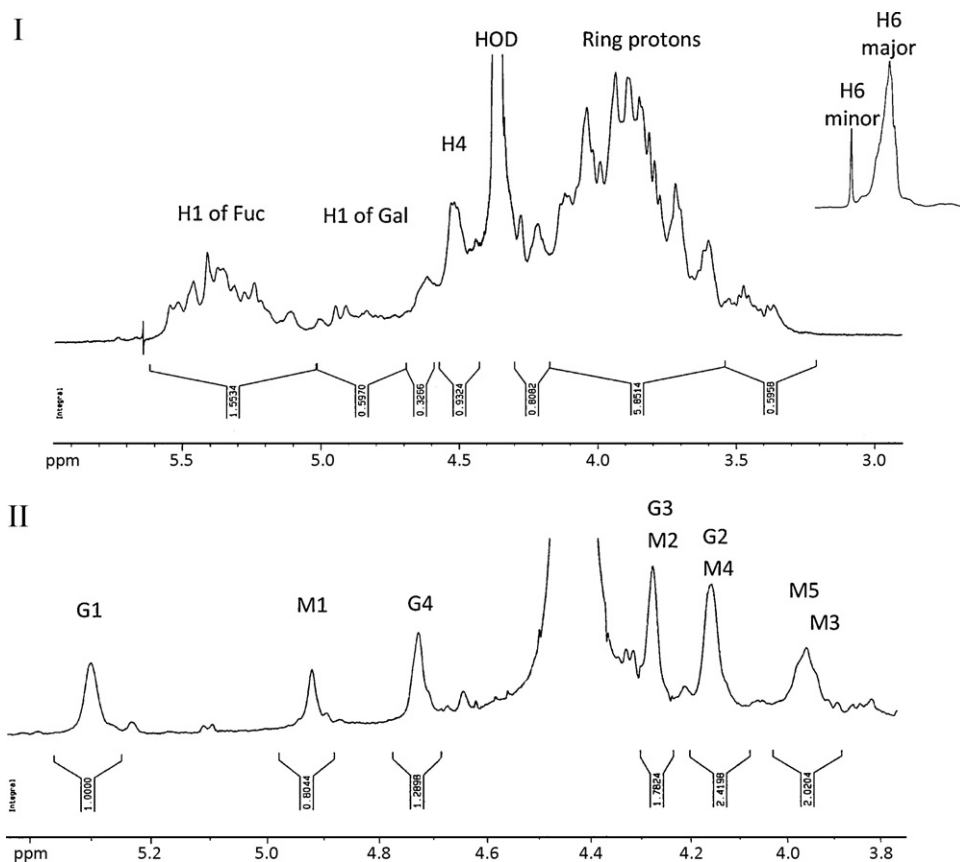 I
HOD
Ring protons
H6
major
H6
minor
H4
H1 of Fuc
H1 of Gal
Integral
1.5534
0.5970
0.3266
0.9324
0.8082
5.8514
0.5958
ppm 5.5 5.0 4.5 4.0 3.5 3.0
II
G3
M2
G2
M4
G1
M1
G4
M5
M3
Integral
1.0000
0.8044
1.2898
1.7824
2.4198
2.0204
ppm 5.2 5.0 4.8 4.6 4.4 4.2 4.0 3.8